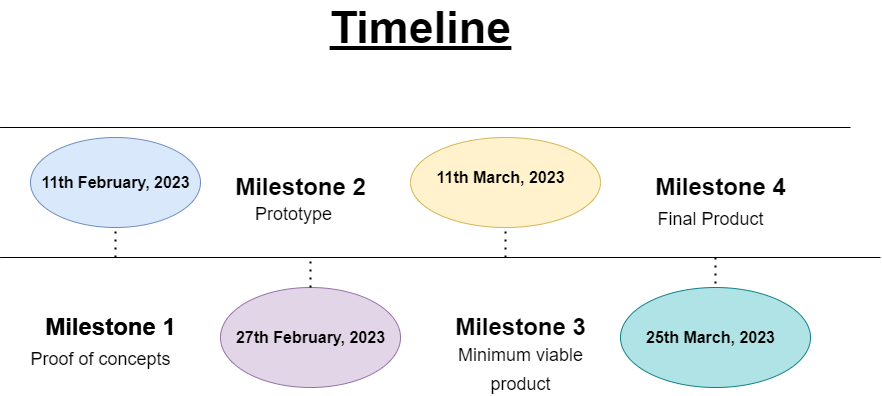 Timeline
11th February, 2023
Milestone 2
Prototype
11th March, 2023
Milestone 4
Final Product
Milestone 1
Proof of concepts
27th February, 2023
Milestone 3
Minimum viable
product
25th March, 2023